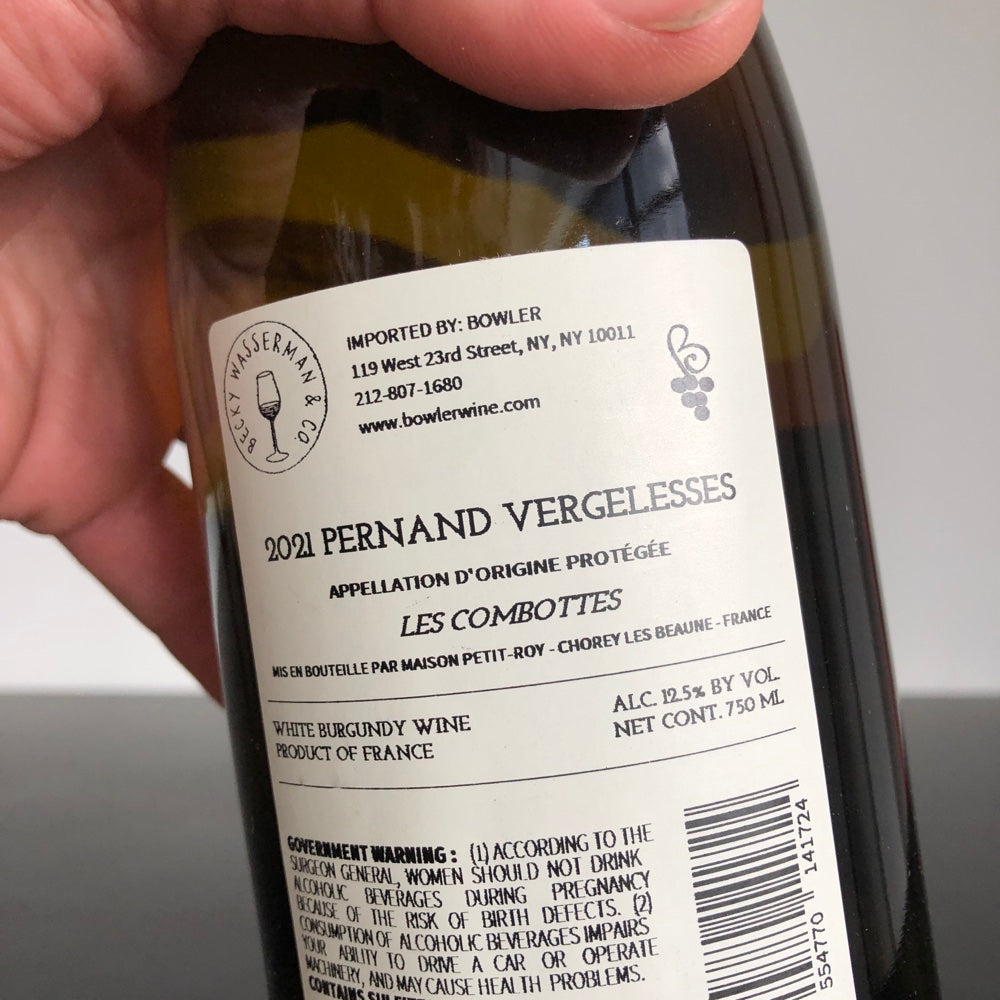 BECKY WASSERMAN & CO.
IMPORTED BY: BOWLER
119 West 23rd Street, NY, NY 10011
212-807-1680
www.bowlerwine.com
B
2021 PERNAND VERGELESSES
APPELLATION D'ORIGINE PROTÉGÉE
LES COMBOTTES
MIS EN BOUTEILLE PAR MAISON PETIT-ROY - CHOREY LES BEAUNE - FRANCE
WHITE BURGUNDY WINE
PRODUCT OF FRANCE
ALC. 12.5% BY VOL.
NET CONT. 750 ML
GOVERNMENT WARNING: (1) ACCORDING TO THE
SURGEON GENERAL, WOMEN SHOULD NOT DRINK
ALCOHOLIC BEVERAGES DURING PREGNANCY
BECAUSE OF THE RISK OF BIRTH DEFECTS. (2)
CONSUMPTION OF ALCOHOLIC BEVERAGES IMPAIRS
YOUR ABILITY TO DRIVE A CAR OR OPERATE
MACHINERY, AND MAY CAUSE HEALTH PROBLEMS.
CONTAINS
554770 141724